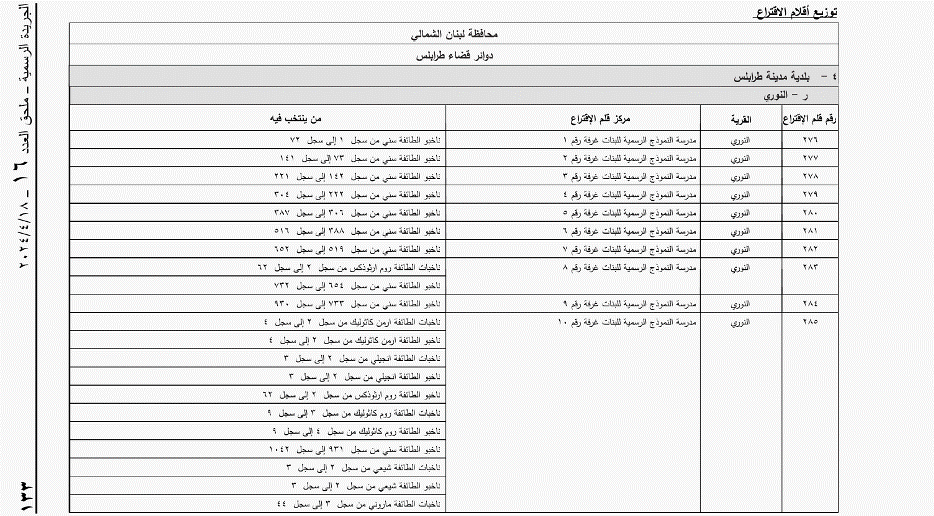 توزيع أقلام الاقتراع
محافظة لبنان الشمالي
دوائر قضاء طرابلس
٤ - بلدية مدينة طرابلس
ر - النوري
رقم قلم الإقتراع القرية مركز قلم الإقتراع من ينتخب فيه
٢٧٦ النوري مدرسة النموذج الرسمية للبنات غرفة رقم ١ ناخبو الطائفة سني من سجل ١ إلى سجل ٧٢
٢٧٧ النوري مدرسة النموذج الرسمية للبنات غرفة رقم ٢ ناخبو الطائفة سني من سجل ٧٣ إلى سجل ١٤١
٢٧٨ النوري مدرسة النموذج الرسمية للبنات غرفة رقم ٣ ناخبو الطائفة سني من سجل ١٤٢ إلى سجل ٢٢١
٢٧٩ النوري مدرسة النموذج الرسمية للبنات غرفة رقم ٤ ناخبو الطائفة سني من سجل ٢٢٢ إلى سجل ٣٠٤
٢٨٠ النوري مدرسة النموذج الرسمية للبنات غرفة رقم ٥ ناخبو الطائفة سني من سجل ٣٠٦ إلى سجل ٣٨٧
٢٨١ النوري مدرسة النموذج الرسمية للبنات غرفة رقم ٦ ناخبو الطائفة سني من سجل ٣٨٨ إلى سجل ٥١٦
٢٨٢ النوري مدرسة النموذج الرسمية للبنات غرفة رقم ٧ ناخبو الطائفة سني من سجل ٥١٩ إلى سجل ٦٥٢
٢٨٣ النوري مدرسة النموذج الرسمية للبنات غرفة رقم ٨ ناخبات الطائفة روم ارثوذكس من سجل ٢ إلى سجل ٦٢
ناخبو الطائفة سني من سجل ٦٥٤ إلى سجل ٧٣٢
٢٨٤ النوري مدرسة النموذج الرسمية للبنات غرفة رقم ٩ ناخبو الطائفة سني من سجل ٧٣٣ إلى سجل ٩٣٠
٢٨٥ النوري مدرسة النموذج الرسمية للبنات غرفة رقم ١٠ ناخبات الطائفة ارمن كاثوليك من سجل ٢ إلى سجل ٤
ناخبو الطائفة ارمن كاثوليك من سجل ٢ إلى سجل ٤
ناخبات الطائفة انجيلي من سجل ٢ إلى سجل ٣
ناخبو الطائفة انجيلي من سجل ٢ إلى سجل ٣
ناخبو الطائفة روم ارثوذكس من سجل ٢ إلى سجل ٦٢
ناخبات الطائفة روم كاثوليك من سجل ٣ إلى سجل ٩
ناخبو الطائفة روم كاثوليك من سجل ٤ إلى سجل ٩
ناخبو الطائفة سني من سجل ٩٣١ إلى سجل ١٠٤٢
ناخبات الطائفة شيعي من سجل ٢ إلى سجل ٣
ناخبو الطائفة شيعي من سجل ٢ إلى سجل ٣
ناخبات الطائفة ماروني من سجل ٣ إلى سجل ٤٤
الجريدة الرسمية - ملحق العدد ١٦ - ٢٠٢٤/٤/١٨
١٣٣